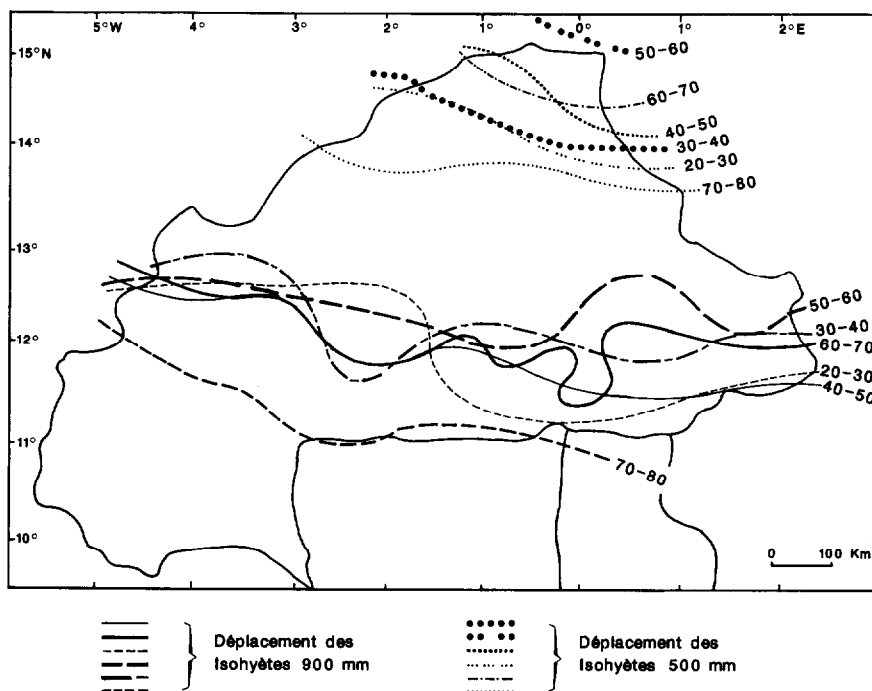 5°W 4° 3° 2° 1° 0° 1° 2°E
15°N
50-60
60-70
40-50
14°
30-40
20-30
70-80
13°
50-60
12°
30-40
60-70
20-30
40-50
11°
70-80
10°
0 100 Km
Déplacement des
Isohyètes 900 mm
Déplacement des
Isohyètes 500 mm